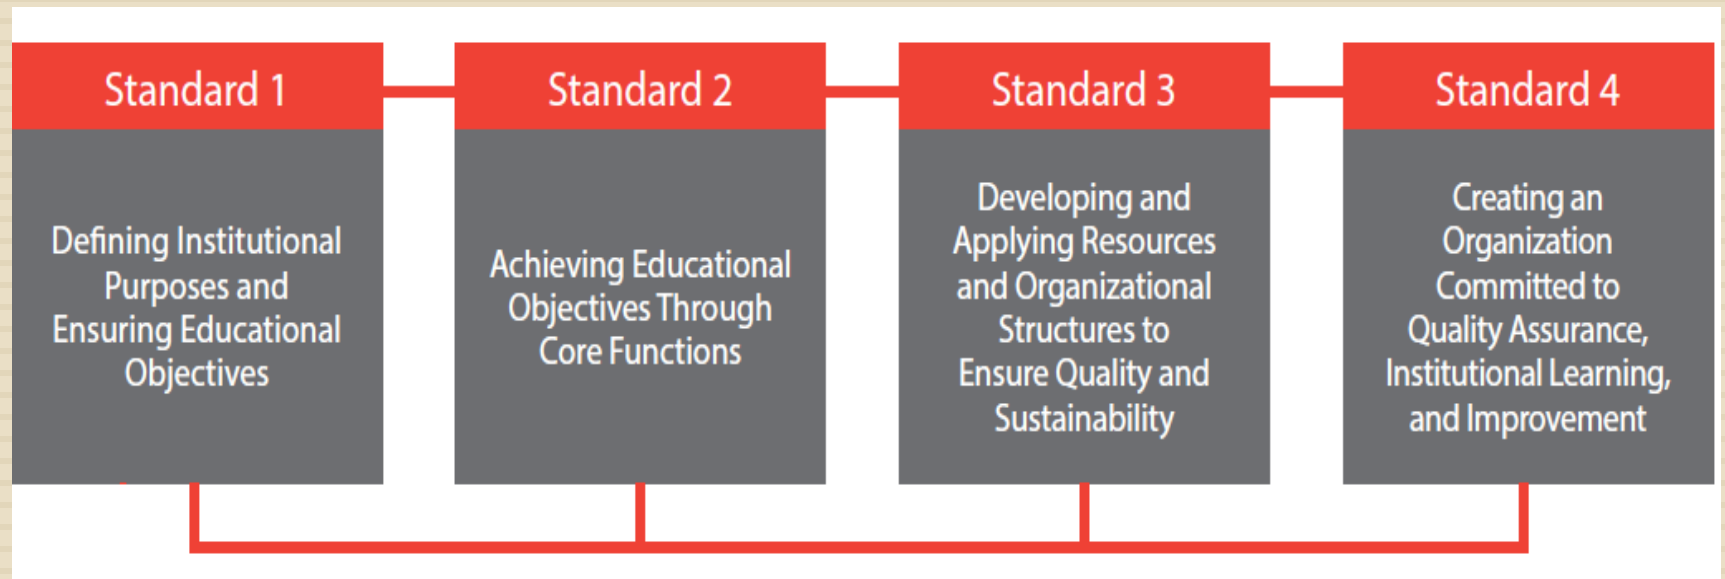 Standard 1
Defining Institutional
Purposes and
Ensuring Educational
Objectives
Standard 2
Achieving Educational
Objectives Through
Core Functions
Standard 3
Developing and
Applying Resources
and Organizational
Structures to
Ensure Quality and
Sustainability
Standard 4
Creating an
Organization
Committed to
Quality Assurance,
Institutional Learning,
and Improvement